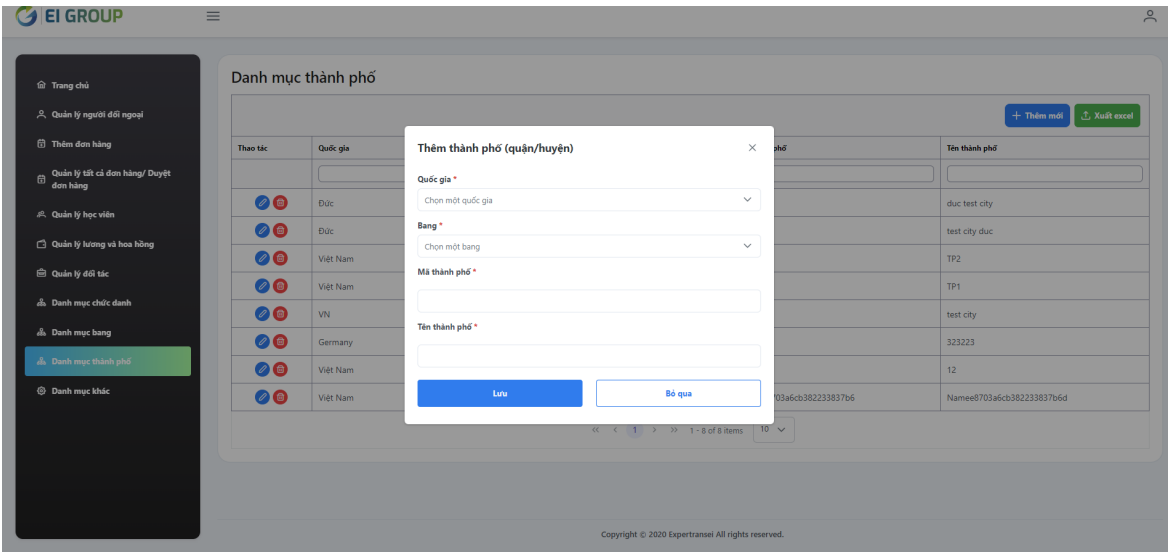 EI GROUP
Trang chủ
Quản lý người đối ngoại
Thêm đơn hàng
Quản lý tất cả đơn hàng/ Duyệt
đơn hàng
Quản lý học viên
Quản lý lương và hoa hồng
Quản lý đối tác
Danh mục chức danh
Danh mục bang
Danh mục thành phố
Danh mục khác
Danh mục thành phố
Thêm mới Xuất excel
Thao tác Quốc gia phố Tên thành phố
Đức duc test city
Đức test city duc
Việt Nam TP2
Việt Nam TP1
VN test city
Germany 323223
Việt Nam 12
Việt Nam 703a6cb382233837b6 Namee8703a6cb382233837b6d
Thêm thành phố (quận/huyện)
Quốc gia *
Chọn một quốc gia
Bang *
Chọn một bang
Mã thành phố *
Tên thành phố *
Lưu Bỏ qua
<< < 1 > >> 1 - 8 of 8 items 10
Copyright © 2020 Expertransei All rights reserved.